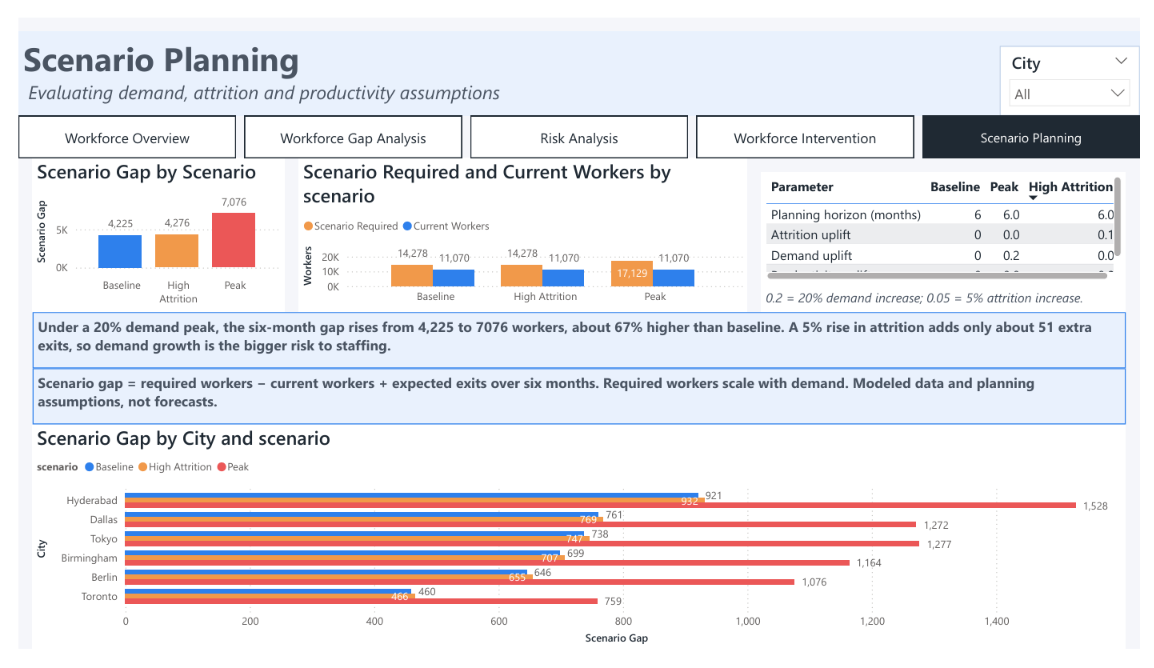 Scenario Planning
Evaluating demand, attrition and productivity assumptions
City
All
Workforce Overview
Workforce Gap Analysis
Risk Analysis
Workforce Intervention
Scenario Planning
Scenario Gap by Scenario
Scenario Gap
5K
0K
4,225
4,276
7,076
Baseline
High
Attrition
Peak
Scenario Required and Current Workers by
scenario
Scenario Required Current Workers
Workers
20K
10K
0K
14,278 11,070
14,278 11,070
17,129 11,070
Baseline
High Attrition
Peak
Parameter Baseline Peak High Attrition
Planning horizon (months) 6 6.0 6.0
Attrition uplift 0 0.0 0.1
Demand uplift 0 0.2 0.0
0.2 = 20% demand increase; 0.05 = 5% attrition increase.
Under a 20% demand peak, the six-month gap rises from 4,225 to 7076 workers, about 67% higher than baseline. A 5% rise in attrition adds only about 51 extra
exits, so demand growth is the bigger risk to staffing.
Scenario gap = required workers − current workers + expected exits over six months. Required workers scale with demand. Modeled data and planning
assumptions, not forecasts.
Scenario Gap by City and scenario
scenario Baseline High Attrition Peak
City
Hyderabad
921
932
1,528
Dallas
761
769
1,272
Tokyo
738
747
1,277
Birmingham
699
707
1,164
Berlin
646
655
1,076
Toronto
460
466
759
0 200 400 600 800 1,000 1,200 1,400
Scenario Gap